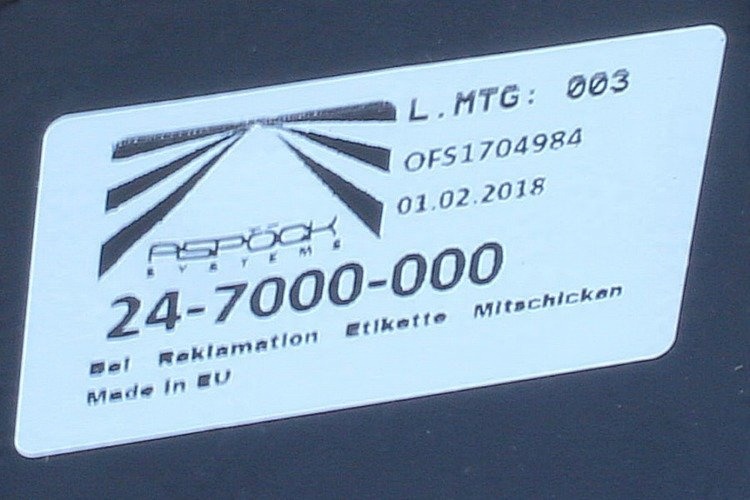 L.MTG: 003
OFS1704984
01.02.2018
ASPÖCK
SYSTEMS
24-7000-000
Bei Reklamation Etikette Mitschicken
Made in EU